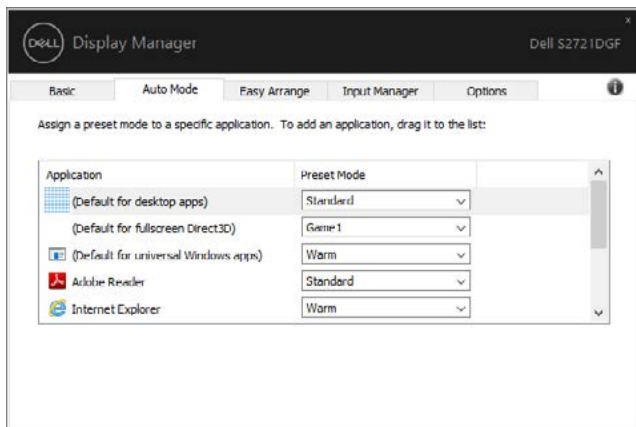 DELL Display Manager
Dell S2721DGF
Basic Auto Mode Easy Arrange Input Manager Options
Assign a preset mode to a specific application. To add an application, drag it to the list:
Application Preset Mode
(Default for desktop apps) Standard
(Default for fullscreen Direct3D) Game1
(Default for universal Windows apps) Warm
Adobe Reader Standard
Internet Explorer Warm